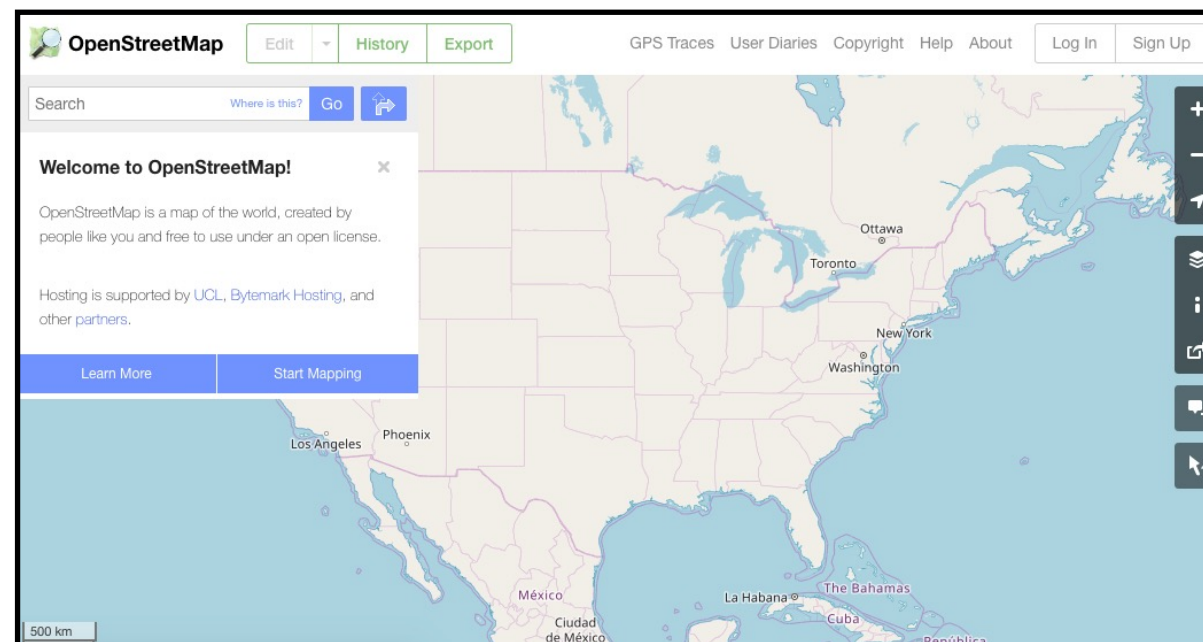 OpenStreetMap Edit History Export GPS Traces User Diaries Copyright Help About Log In Sign Up
Search Where is this? Go
Welcome to OpenStreetMap! ×
OpenStreetMap is a map of the world, created by
people like you and free to use under an open license.
Hosting is supported by UCL, Bytemark Hosting, and
other partners.
Learn More Start Mapping
Ottawa
Toronto
New York
Washington
Phoenix
Los Angeles
México
La Habana
The Bahamas
Cuba
Ciudad
de México
República
500 km